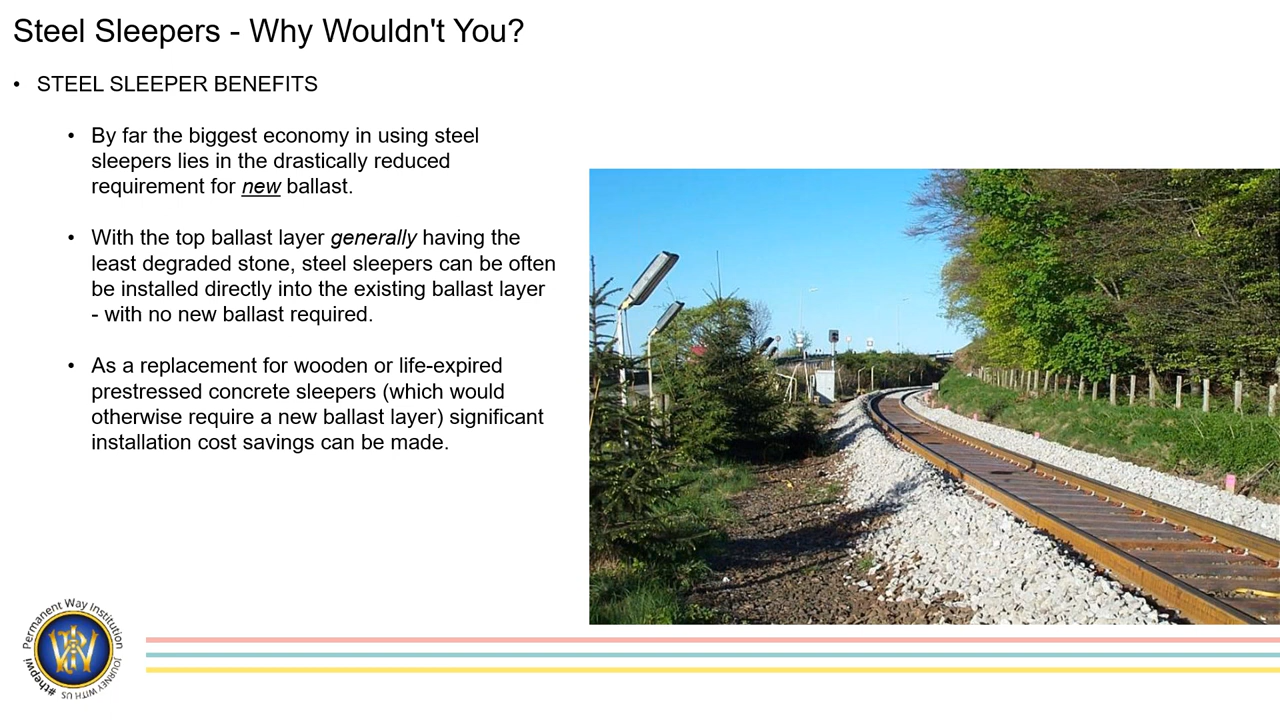 Steel Sleepers - Why Wouldn't You?
• STEEL SLEEPER BENEFITS
• By far the biggest economy in using steel
sleepers lies in the drastically reduced
requirement for new ballast.
• With the top ballast layer generally having the
least degraded stone, steel sleepers can be often
be installed directly into the existing ballast layer
- with no new ballast required.
• As a replacement for wooden or life-expired
prestressed concrete sleepers (which would
otherwise require a new ballast layer) significant
installation cost savings can be made.
Permanent Way Institution
JOURNEY WITH US
#thepwi